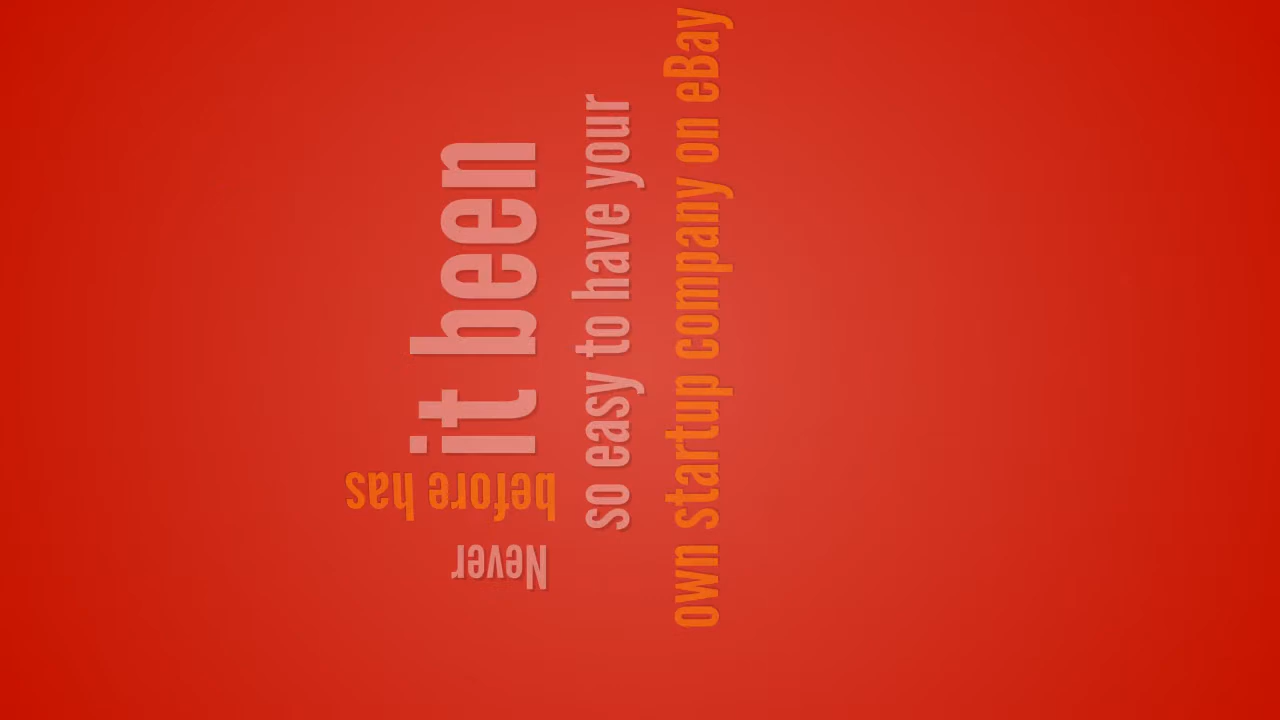 Never
before has
it been
so easy to have your
own startup company on eBay